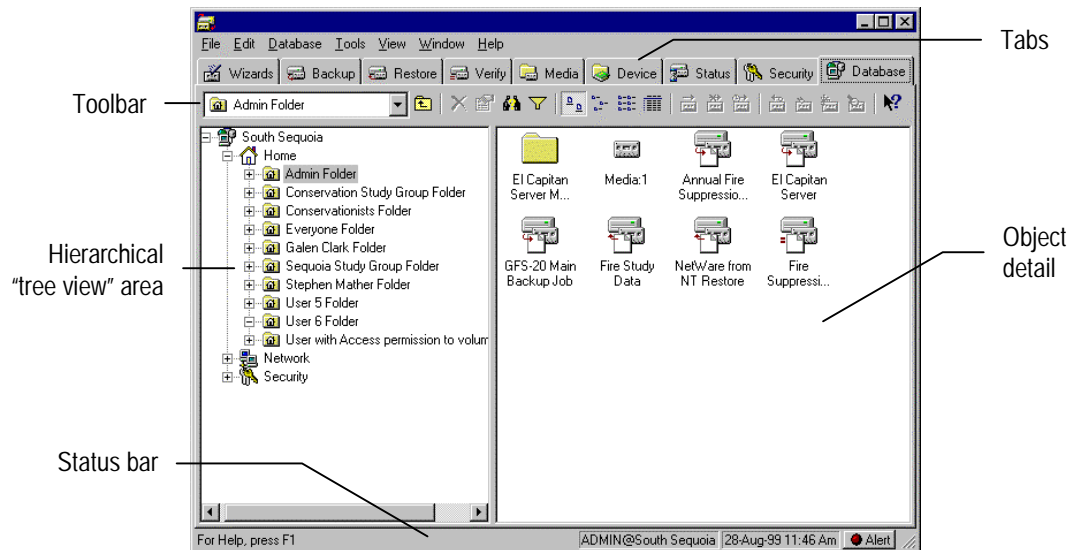 File Edit Database Tools View Window Help
Tabs
Wizards Backup Restore Verify Media Device Status Security Database
Toolbar
Admin Folder
South Sequoia
Home
Admin Folder
Conservation Study Group Folder
Conservationists Folder
Everyone Folder
Galen Clark Folder
Sequoia Study Group Folder
Stephen Mather Folder
User 5 Folder
User 6 Folder
User with Access permission to volum
Network
Security
Hierarchical
“tree view” area
El Capitan
Server M...
Media:1
Annual Fire
Suppressio...
El Capitan
Server
GFS-20 Main
Backup Job
Fire Study
Data
NetWare from
NT Restore
Fire
Suppressi...
Object
detail
Status bar
For Help, press F1
ADMIN@South Sequoia 28-Aug-99 11:46 Am Alert